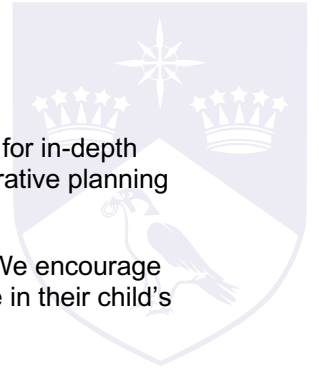 for in-depth
rative planning
We encourage
e in their child's